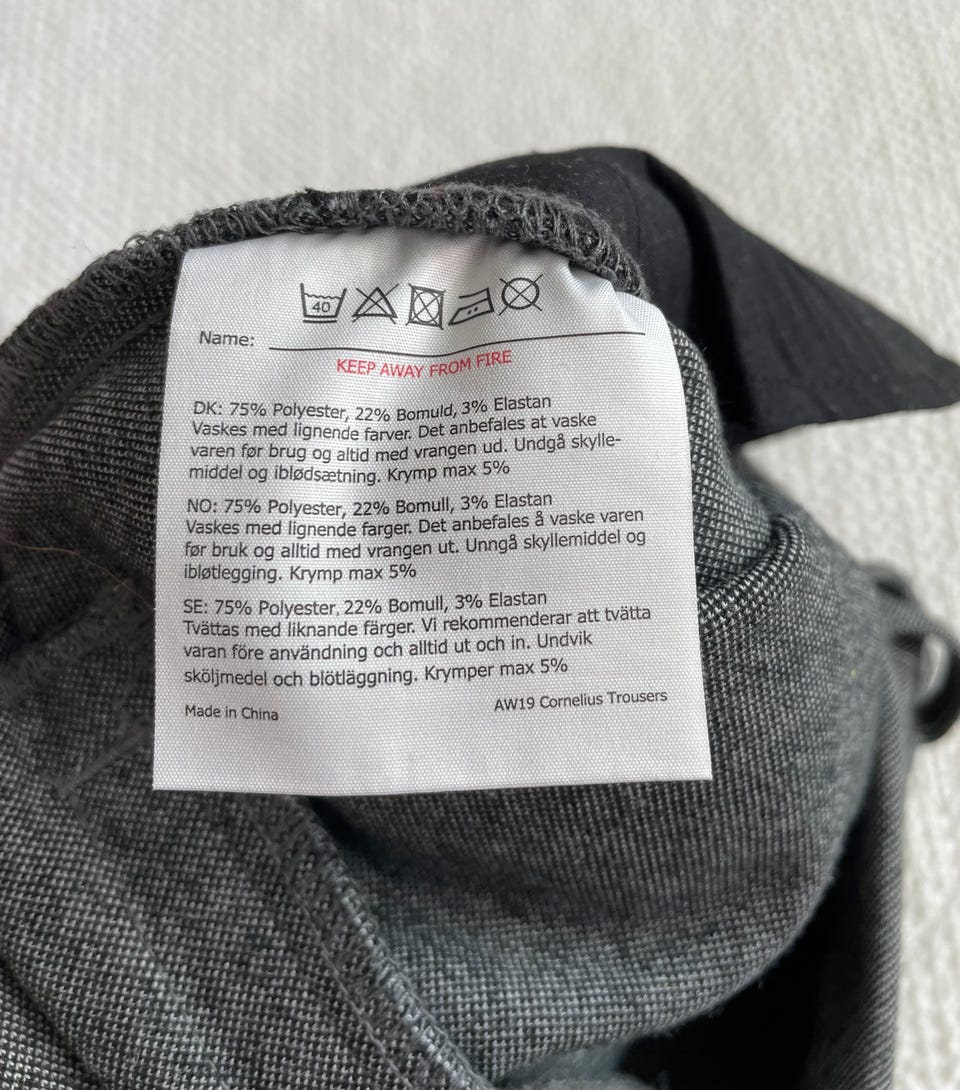 40
Name:
KEEP AWAY FROM FIRE
DK: 75% Polyester, 22% Bomuld, 3% Elastan
Vaskes med lignende farver. Det anbefales at vaske
varen før brug og altid med vrangen ud. Undgå skylle-
middel og iblødsætning. Krymp max 5%
NO: 75% Polyester, 22% Bomull, 3% Elastan
Vaskes med lignende farger. Det anbefales å vaske varen
før bruk og alltid med vrangen ut. Unngå skyllemiddel og
ibløtlegging. Krymp max 5%
SE: 75% Polyester, 22% Bomull, 3% Elastan
Tvättas med liknande färger. Vi rekommenderar att tvätta
varan före användning och alltid ut och in. Undvik
sköljmedel och blötläggning. Krymper max 5%
Made in China
AW19 Cornelius Trousers